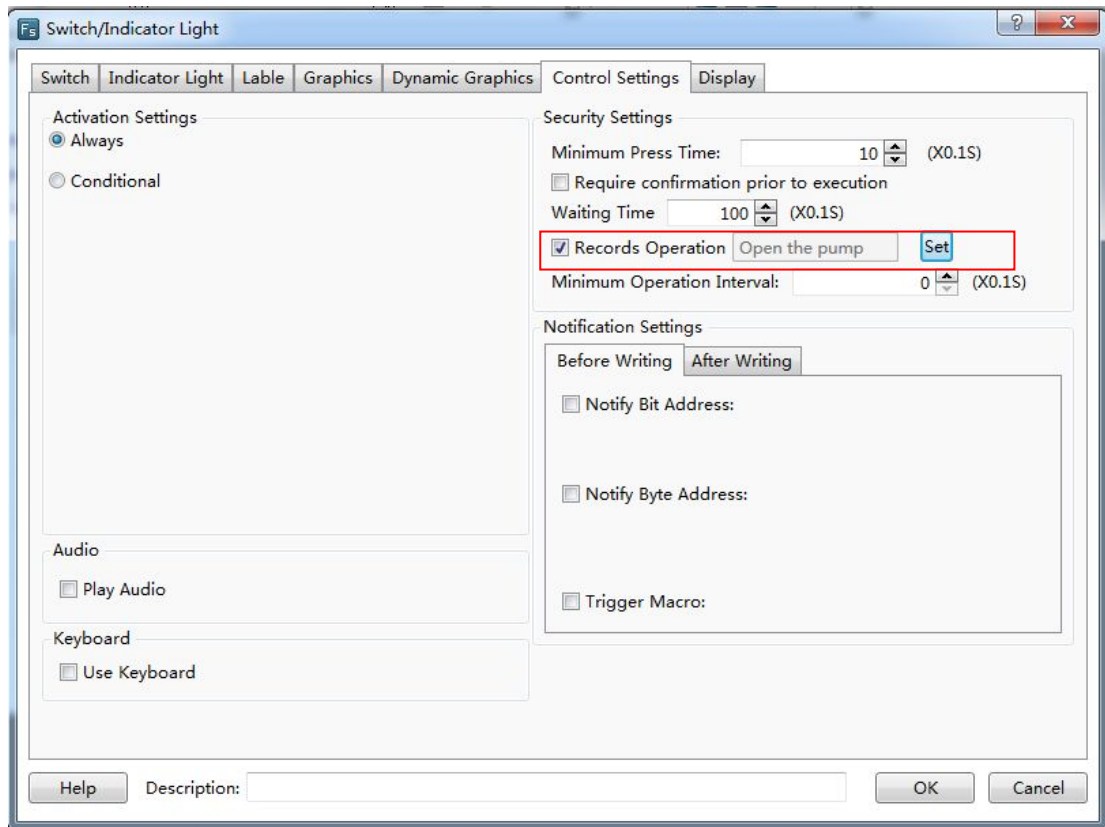 Fs Switch/Indicator Light ? X
Switch Indicator Light Lable Graphics Dynamic Graphics Control Settings Display
Activation Settings
Always
Conditional
Security Settings
Minimum Press Time: 10 (X0.1S)
Require confirmation prior to execution
Waiting Time 100 (X0.1S)
Records Operation Open the pump Set
Minimum Operation Interval: 0 (X0.1S)
Notification Settings
Before Writing After Writing
Notify Bit Address:
Notify Byte Address:
Trigger Macro:
Audio
Play Audio
Keyboard
Use Keyboard
Help Description: OK Cancel